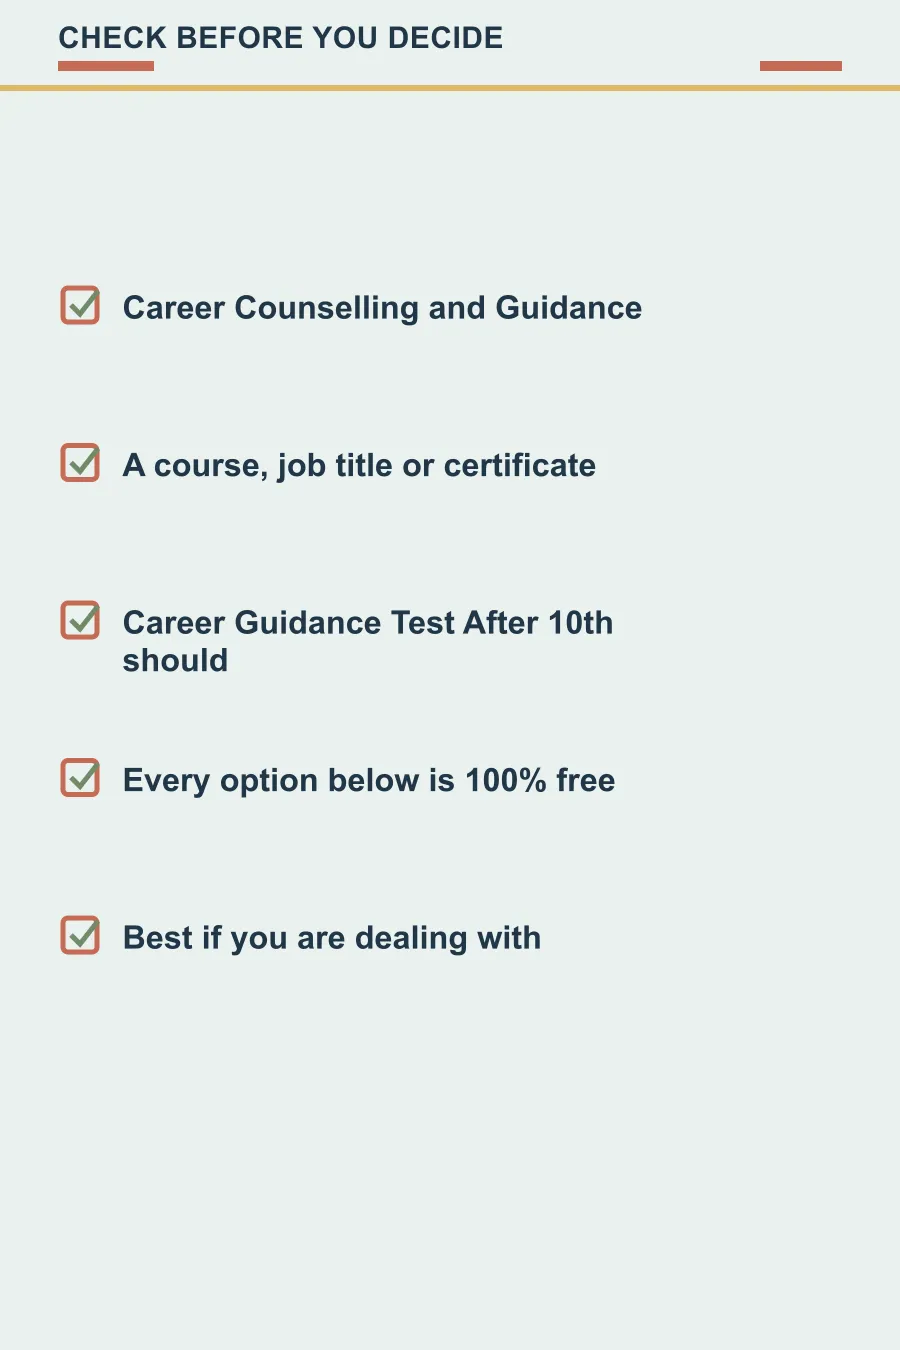 CHECK BEFORE YOU DECIDE
Career Counselling and Guidance
A course, job title or certificate
Career Guidance Test After 10th
should
Every option below is 100% free
Best if you are dealing with